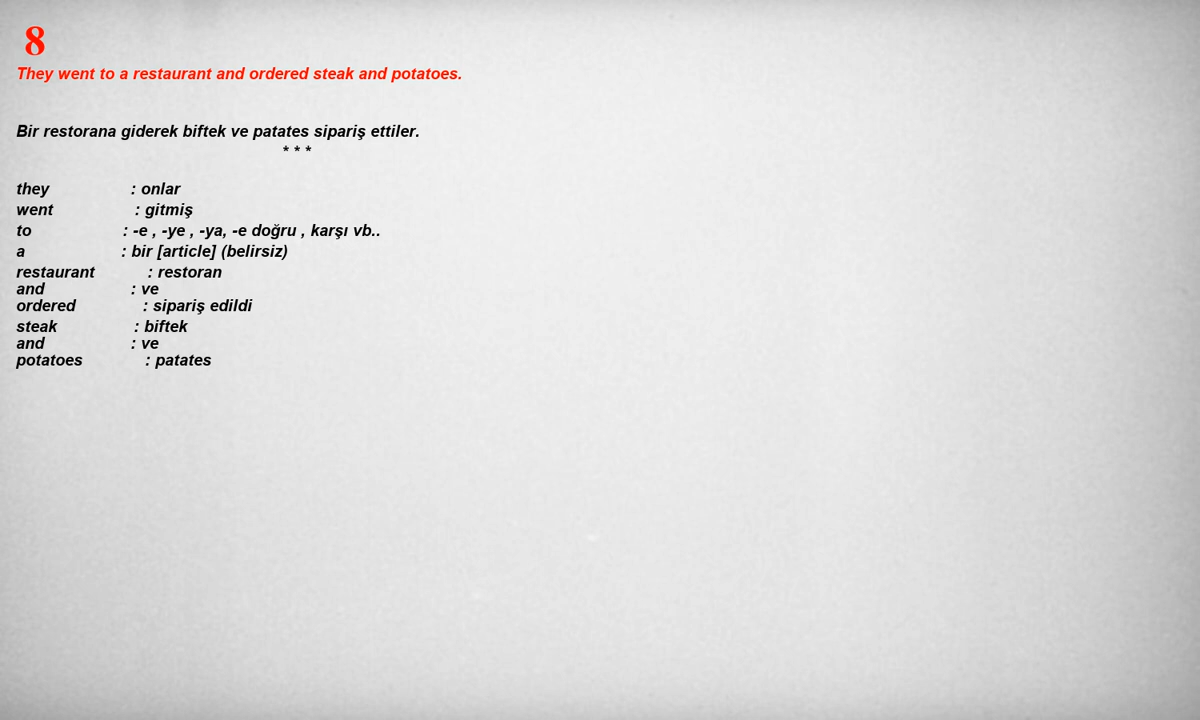 8
They went to a restaurant and ordered steak and potatoes.
Bir restorana giderek biftek ve patates sipariş ettiler.
* * *
they : onlar
went : gitmiş
to : -e , -ye , -ya, -e doğru , karşı vb..
a : bir [article] (belirsiz)
restaurant : restoran
and : ve
ordered : sipariş edildi
steak : biftek
and : ve
potatoes : patates